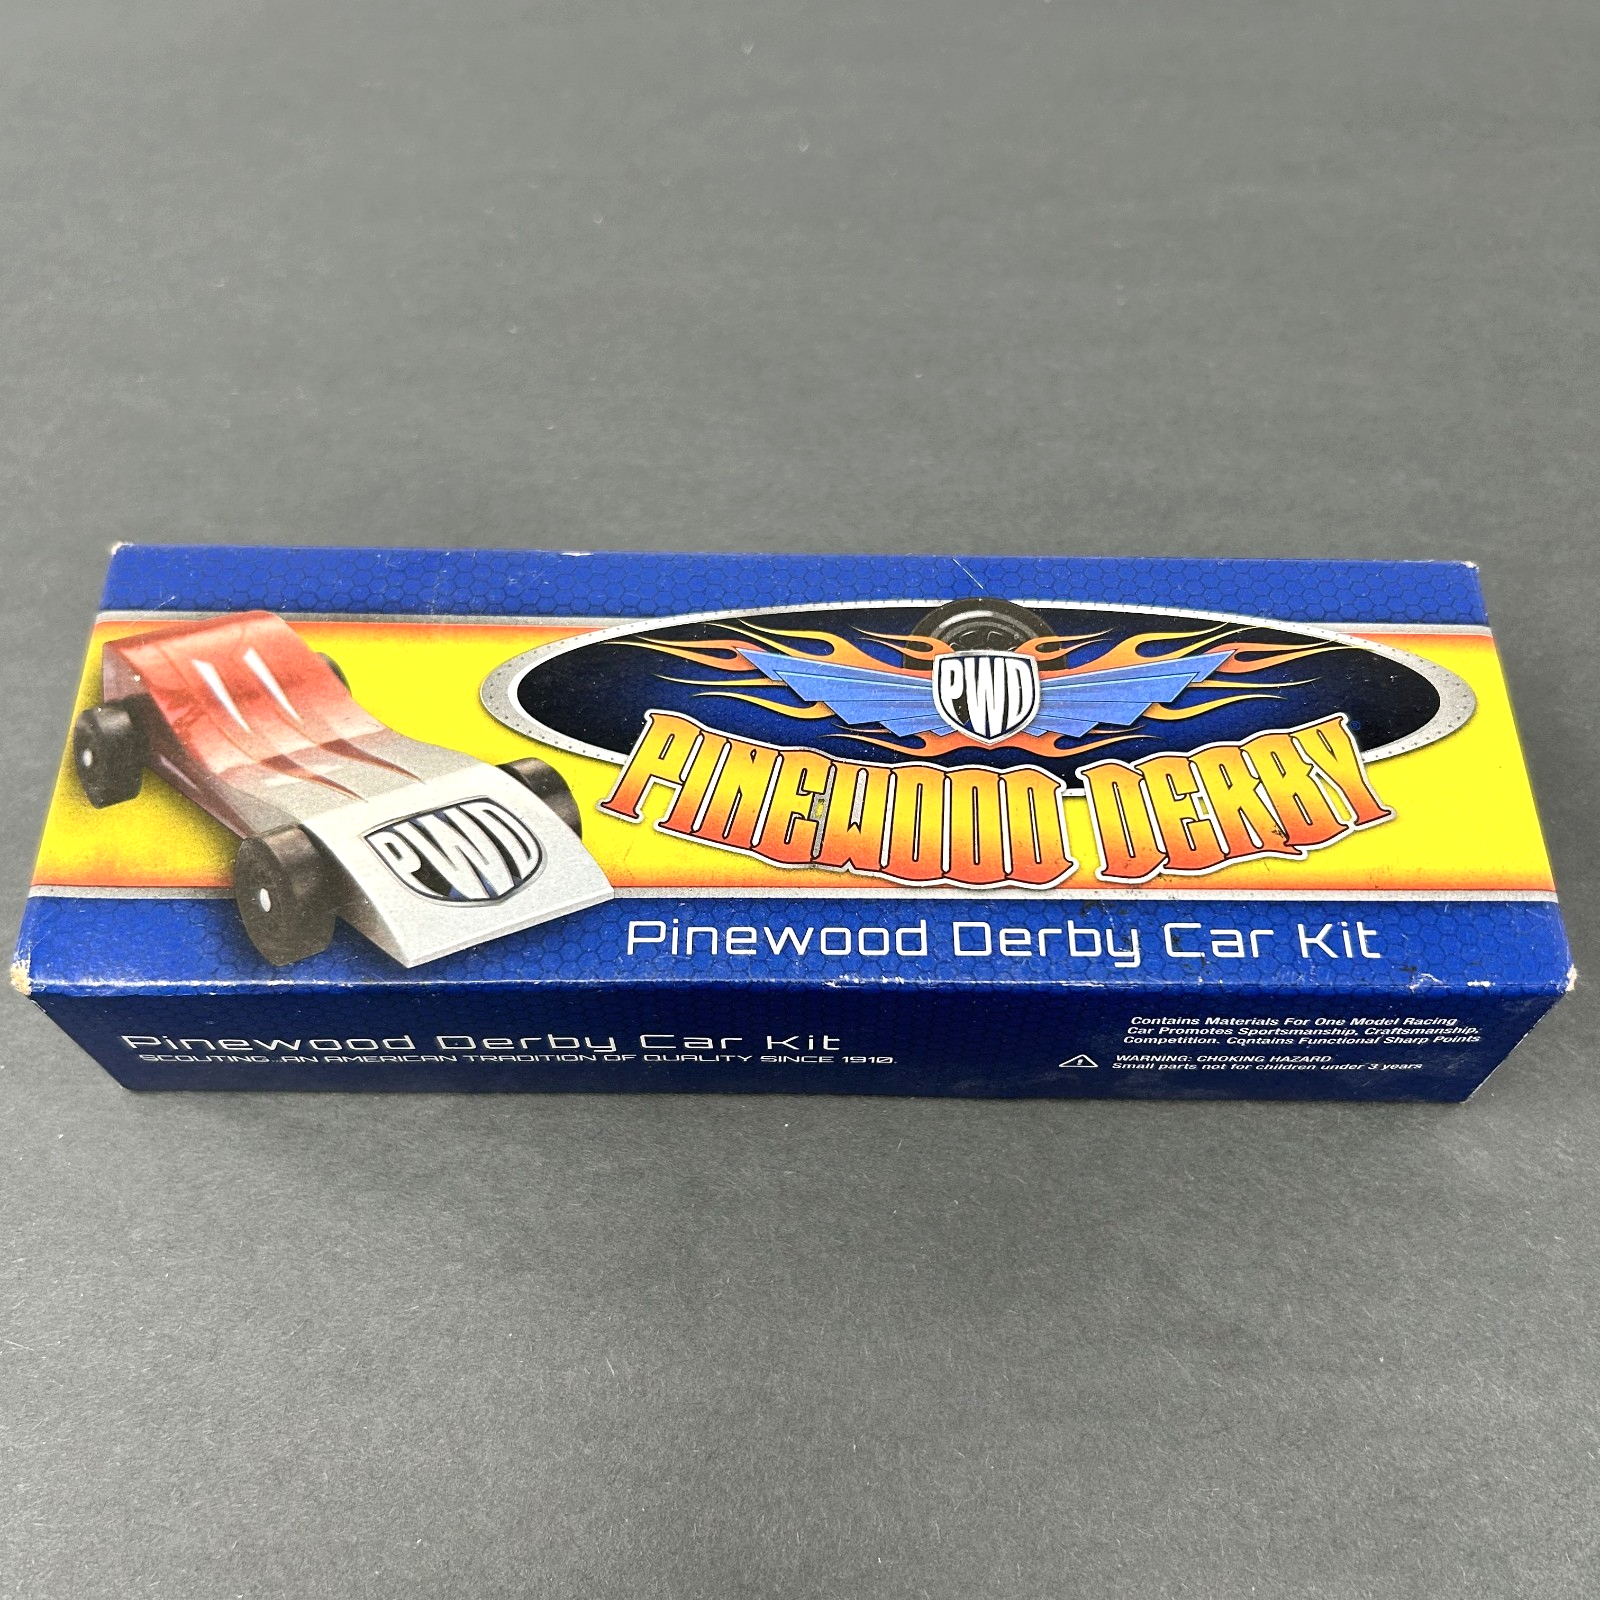 PWD
PINEWOOD DERBY®
PWD
Pinewood Derby Car Kit
Pinewood Derby Car Kit
SCOUTING...AN AMERICAN TRADITION OF QUALITY SINCE 1910.
Contains Materials For One Model Racing
Car Promotes Sportsmanship, Craftsmanship,
Competition. Contains Functional Sharp Points
WARNING: CHOKING HAZARD
Small parts not for children under 3 years